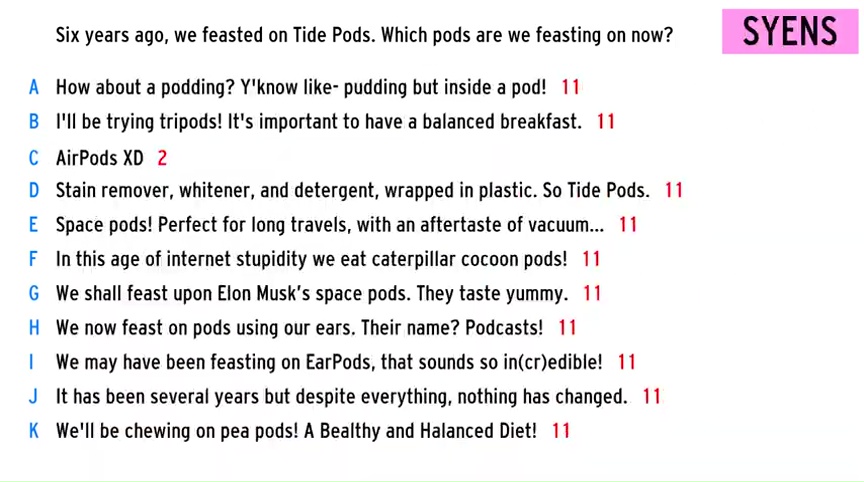 Six years ago, we feasted on Tide Pods. Which pods are we feasting on now?
SYENS
A How about a podding? Y'know like- pudding but inside a pod! 11
B I'll be trying tripods! It's important to have a balanced breakfast. 11
C AirPods XD 2
D Stain remover, whitener, and detergent, wrapped in plastic. So Tide Pods. 11
E Space pods! Perfect for long travels, with an aftertaste of vacuum... 11
F In this age of internet stupidity we eat caterpillar cocoon pods! 11
G We shall feast upon Elon Musk's space pods. They taste yummy. 11
H We now feast on pods using our ears. Their name? Podcasts! 11
I We may have been feasting on EarPods, that sounds so in(cr)edible! 11
J It has been several years but despite everything, nothing has changed. 11
K We'll be chewing on pea pods! A Bealthy and Halanced Diet! 11